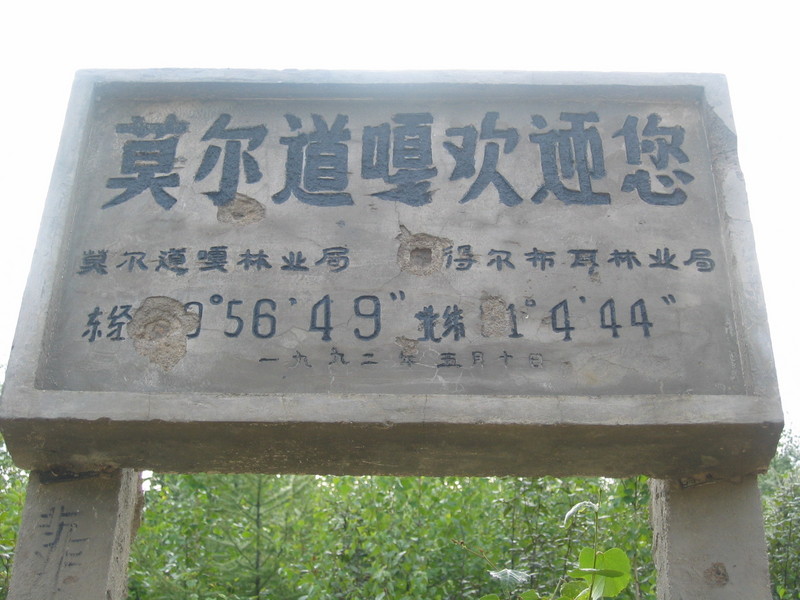 莫尔道嘎欢迎您
莫尔道嘎林业局 得尔布耳林业局
东经 9°56′49″ 北纬 1°4′44″
一九九二年五月十日